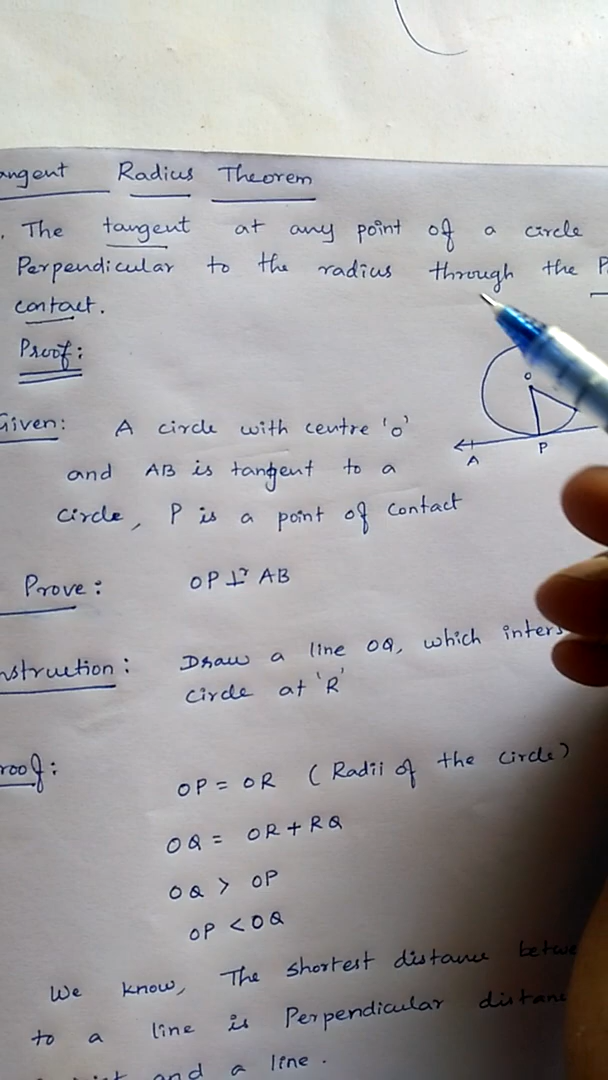 Radius Theorem
. The tangent at any point of a circle
Perpendicular to the radius through the
contact.
Proof:
O
A
P
Given: A circle with centre 'o'
and AB is tangent to a
circle, P is a point of contact
Prove: OP ⊥r AB
Draw a line OQ, which
circle at 'R'
OP = OR ( Radii of the circle)
OQ = OR + RQ
OQ > OP
OP < OQ
We know, The shortest distance
to a line is Perpendicular
and a line.